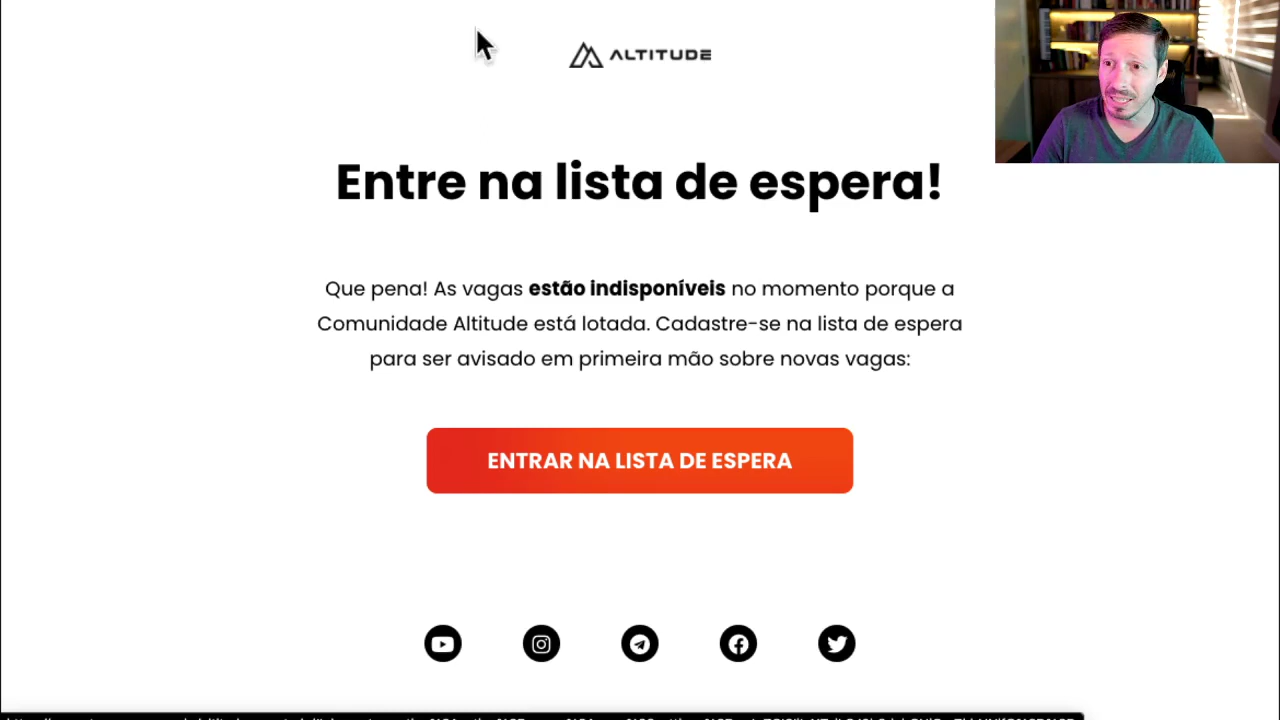 ALTITUDE
Entre na lista de espera!
Que pena! As vagas estão indisponíveis no momento porque a
Comunidade Altitude está lotada. Cadastre-se na lista de espera
para ser avisado em primeira mão sobre novas vagas:
ENTRAR NA LISTA DE ESPERA